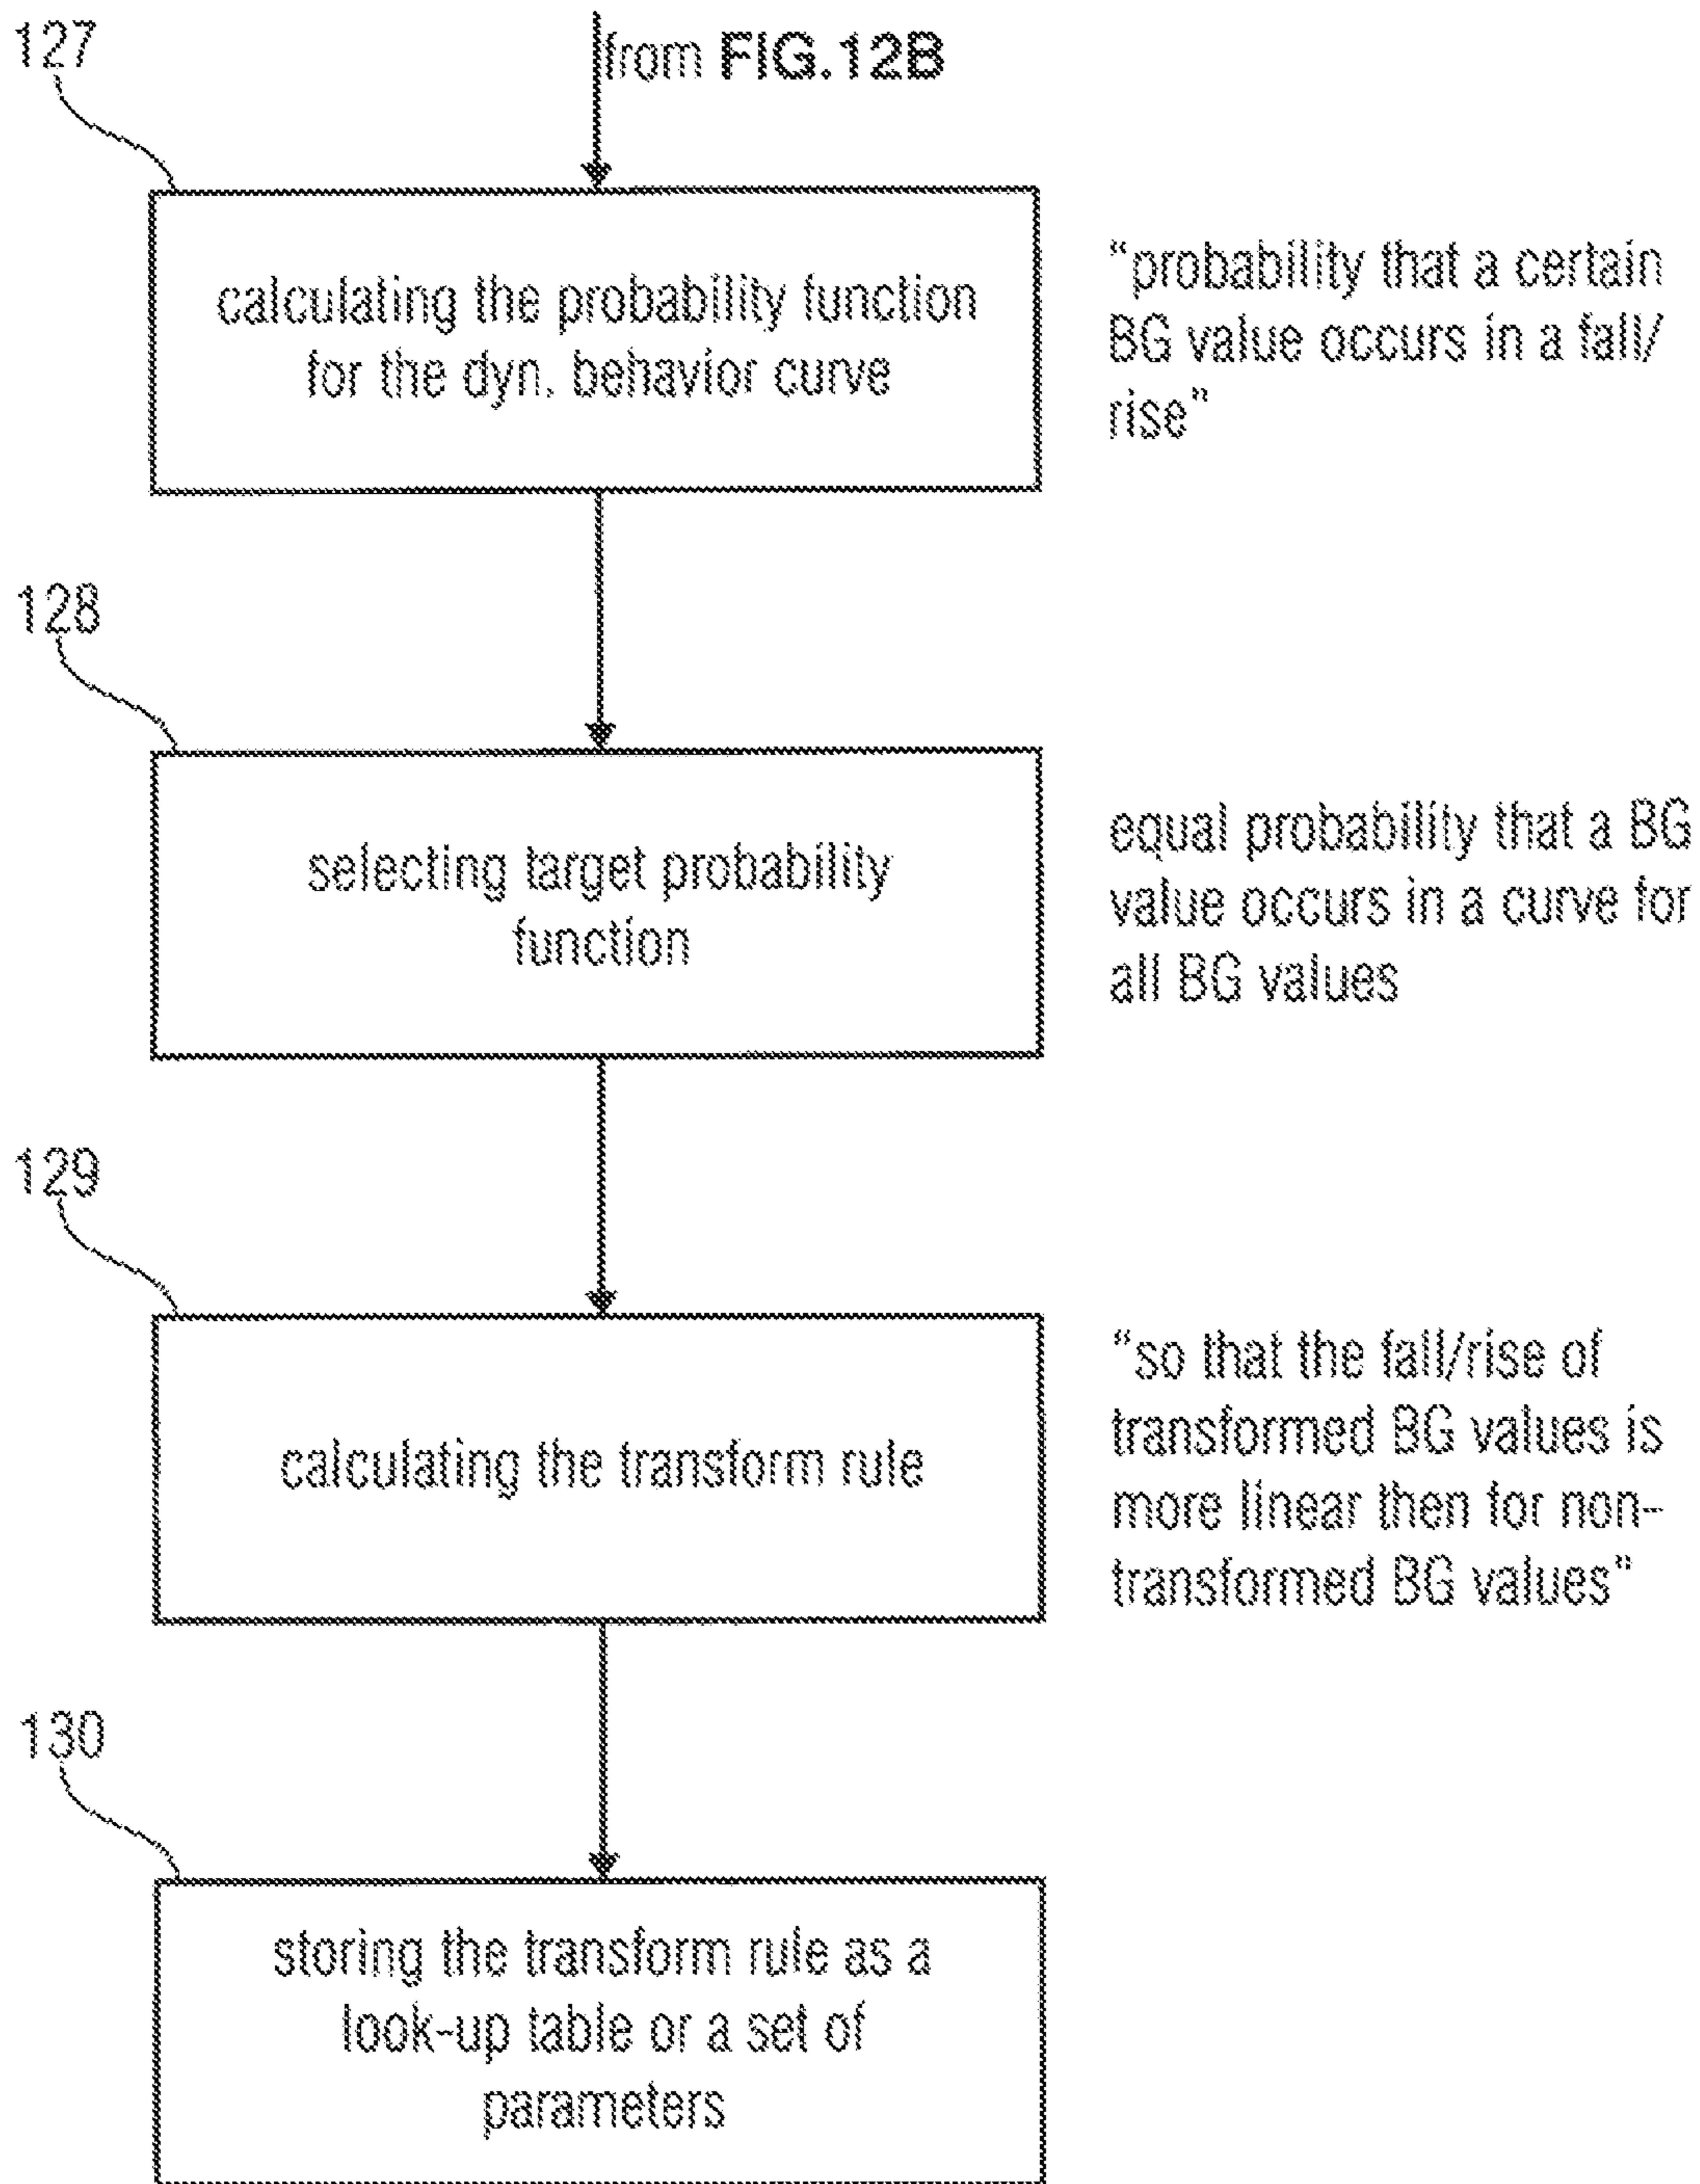 127
from FIG.12B
calculating the probability function
for the dyn. behavior curve
"probability that a certain
BG value occurs in a fall/
rise"
128
selecting target probability
function
equal probability that a BG
value occurs in a curve for
all BG values
129
calculating the transform rule
"so that the fall/rise of
transformed BG values is
more linear then for non-
transformed BG values"
130
storing the transform rule as a
look-up table or a set of
parameters